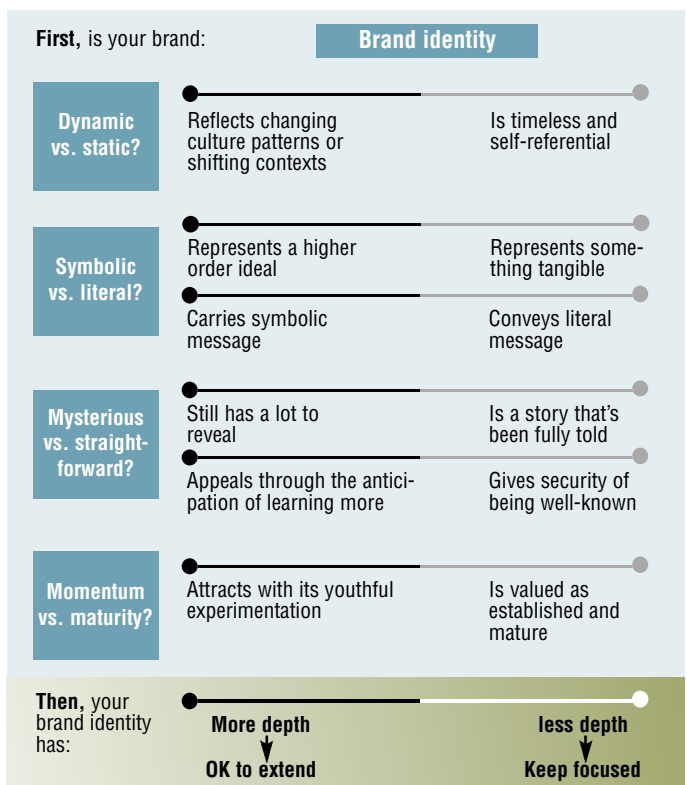 First, is your brand:
Brand identity
Dynamic
vs. static?
Reflects changing
culture patterns or
shifting contexts
Is timeless and
self-referential
Symbolic
vs. literal?
Represents a higher
order ideal
Represents some-
thing tangible
Carries symbolic
message
Conveys literal
message
Mysterious
vs. straight-
forward?
Still has a lot to
reveal
Is a story that's
been fully told
Appeals through the antici-
pation of learning more
Gives security of
being well-known
Momentum
vs. maturity?
Attracts with its youthful
experimentation
Is valued as
established and
mature
Then, your
brand identity
has:
More depth
OK to extend
less depth
Keep focused